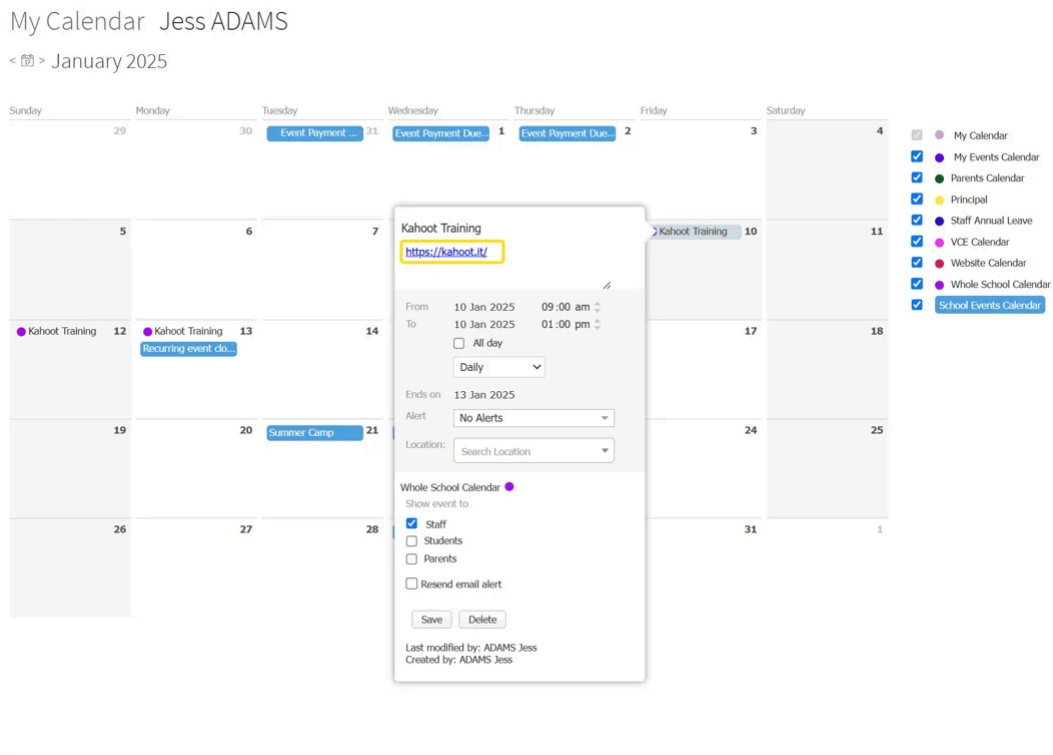 My Calendar Jess ADAMS
< > January 2025
Sunday Monday Tuesday Wednesday Thursday Friday Saturday
29 30 Event Payment ... 31 Event Payment Due... 1 Event Payment Due... 2 3 4
5 6 7 Kahoot Training 10 11
Kahoot Training 12 Kahoot Training 13 14 17 18
Recurring event clo...
19 20 Summer Camp 21 24 25
26 27 28 31 1
Kahoot Training
https://kahoot.it/
From 10 Jan 2025 09:00 am
To 10 Jan 2025 01:00 pm
All day
Daily
Ends on 13 Jan 2025
Alert No Alerts
Location: Search Location
Whole School Calendar
Show event to
Staff
Students
Parents
Resend email alert
Save Delete
Last modified by: ADAMS Jess
Created by: ADAMS Jess
My Calendar
My Events Calendar
Parents Calendar
Principal
Staff Annual Leave
VCE Calendar
Website Calendar
Whole School Calendar
School Events Calendar